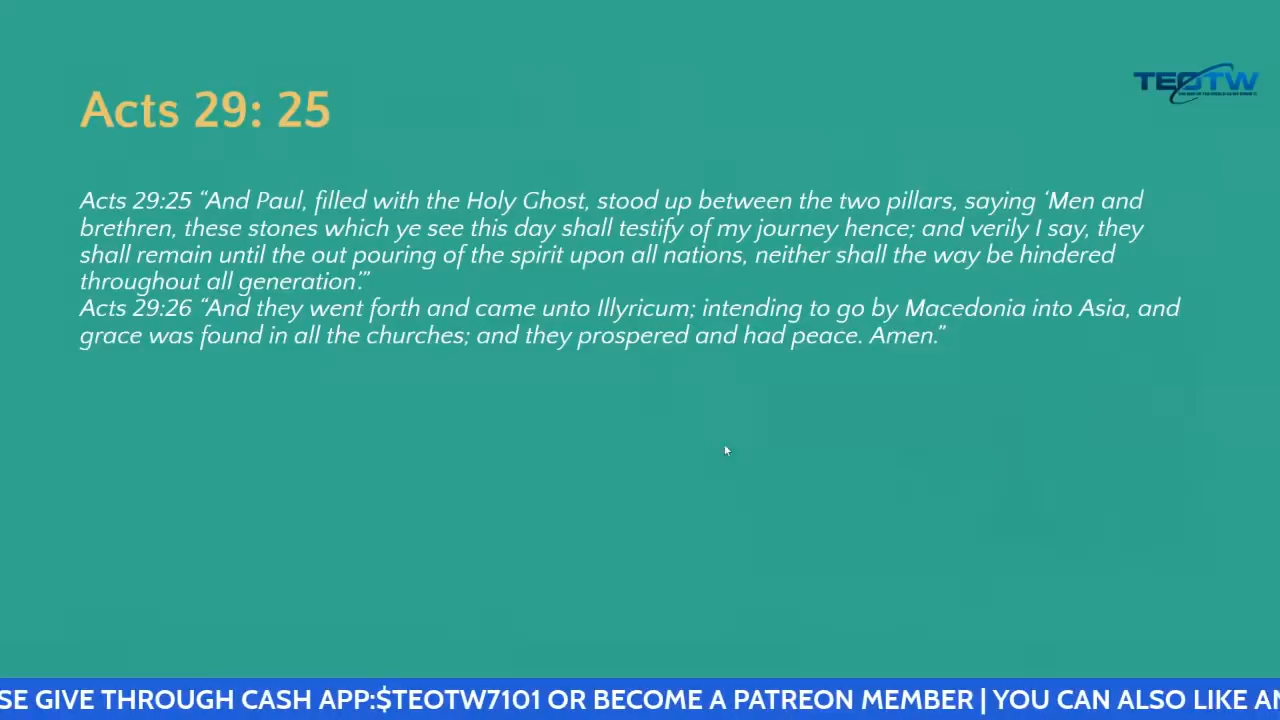 Acts 29: 25
TEOTW
Acts 29:25 “And Paul, filled with the Holy Ghost, stood up between the two pillars, saying ‘Men and
brethren, these stones which ye see this day shall testify of my journey hence; and verily I say, they
shall remain until the out pouring of the spirit upon all nations, neither shall the way be hindered
throughout all generation.’”
Acts 29:26 “And they went forth and came unto Illyricum; intending to go by Macedonia into Asia, and
grace was found in all the churches; and they prospered and had peace. Amen.”
SE GIVE THROUGH CASH APP:$TEOTW7101 OR BECOME A PATREON MEMBER | YOU CAN ALSO LIKE AN